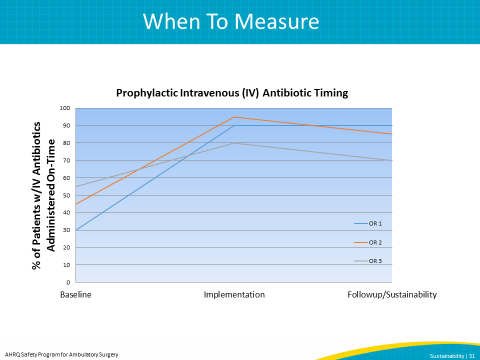 When To Measure
Prophylactic Intravenous (IV) Antibiotic Timing
% of Patients w/IV Antibiotics
Administered On-Time
100
90
80
70
60
50
40
30
20
10
0
OR 1
OR 2
OR 3
Baseline
Implementation
Followup/Sustainability
AHRQ Safety Program for Ambulatory Surgery
Sustainability | 31